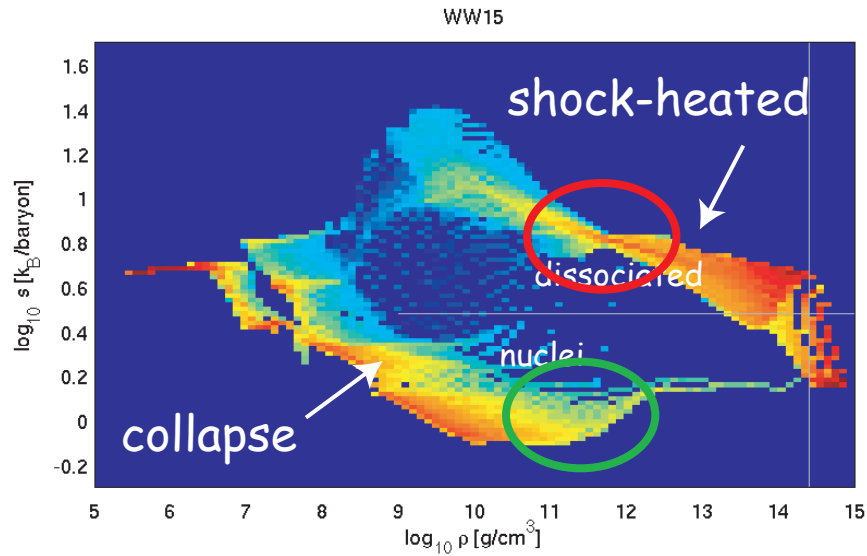 WW15
1.6
1.4
1.2
1
0.8
0.6
0.4
0.2
0
-0.2
log10 s [kB/baryon]
shock-heated
dissociated
nuclei
collapse
5 6 7 8 9 10 11 12 13 14 15
log10 ρ [g/cm3]